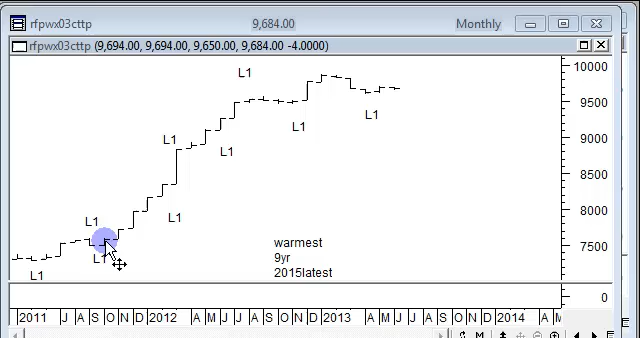 rfpwx03cttp 9,684.00 Monthly
rfpwx03cttp (9,694.00, 9,694.00, 9,650.00, 9,684.00 -4.0000)
10000
L1
9500
L1
L1
L1
9000
L1
8500
8000
L1
L1
7500
warmest
L1
9yr
L1
2015latest
0
2011 J A S O N D 2012 A M J J A S O N D 2013 A M J J A S O N D 2014 A M
M